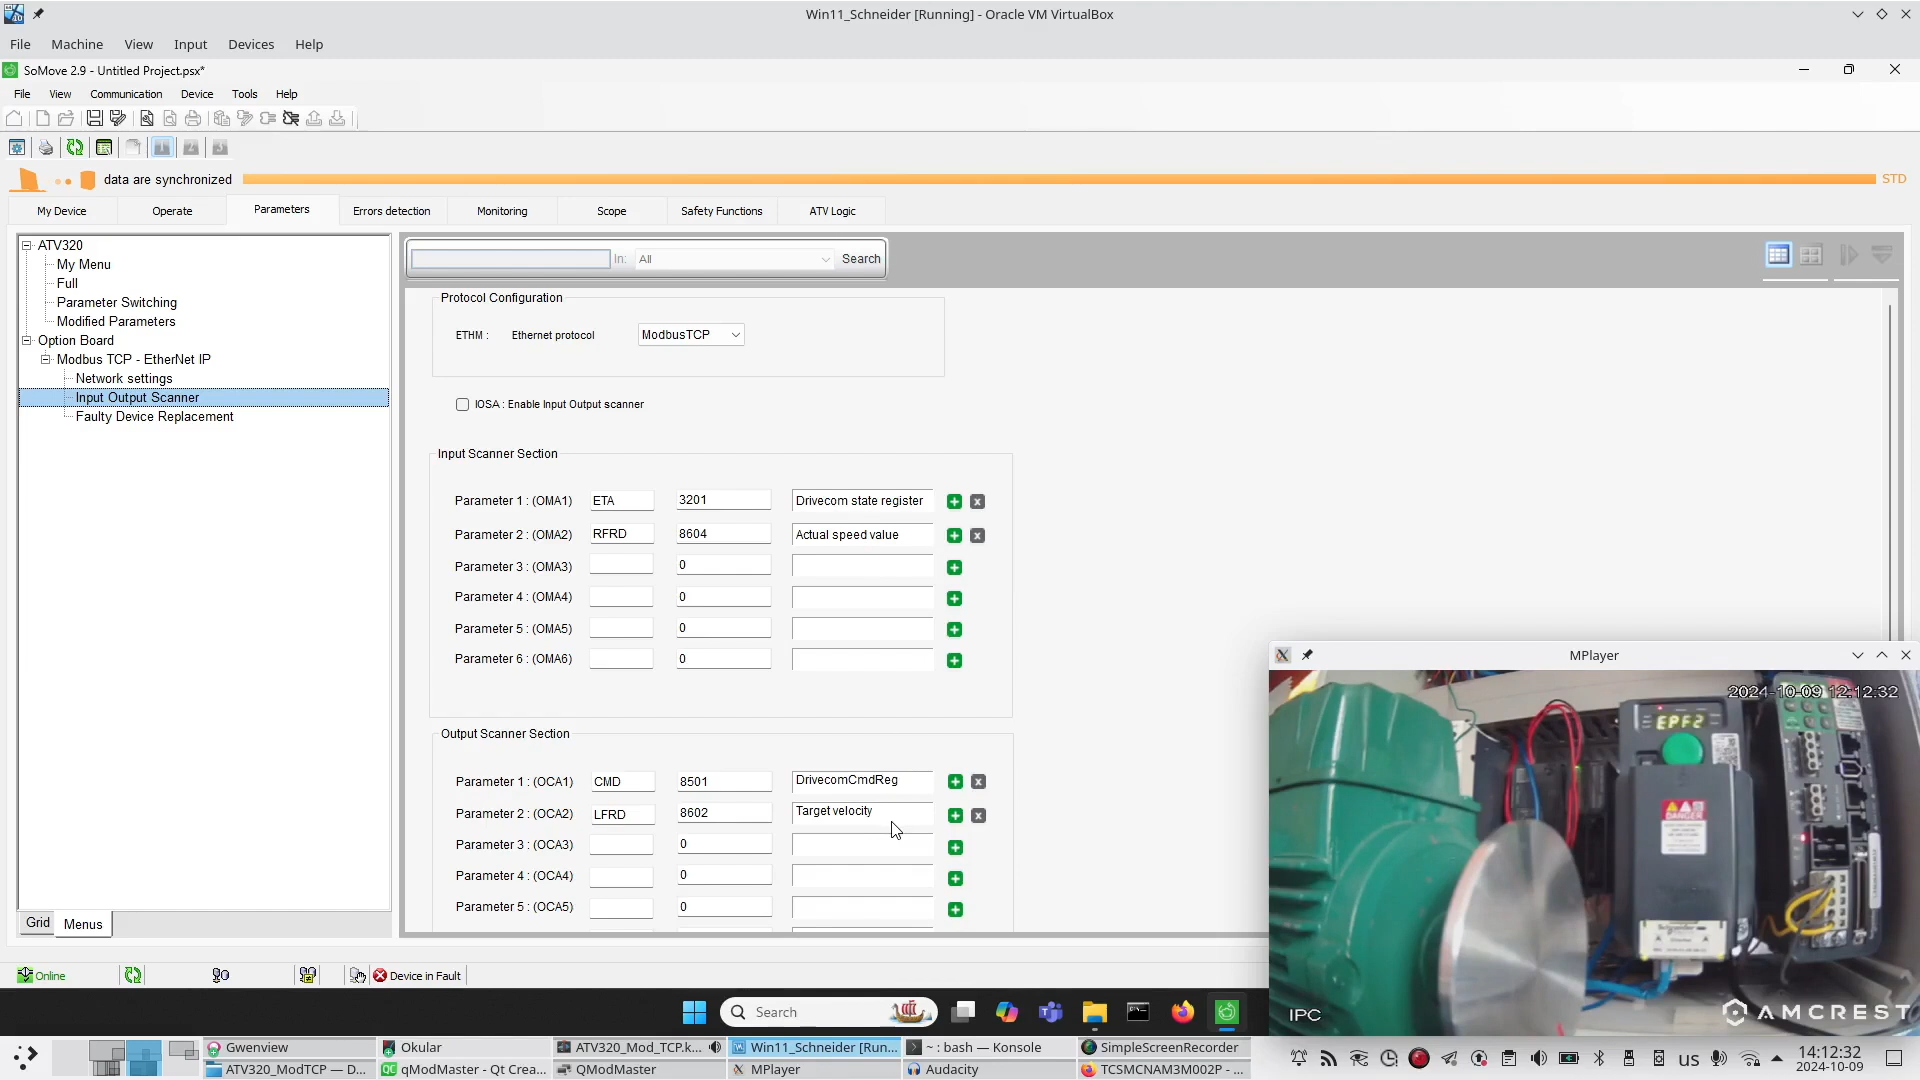 Win11_Schneider [Running] - Oracle VM VirtualBox
File Machine View Input Devices Help
SoMove 2.9 - Untitled Project.psx*
File View Communication Device Tools Help
1 2 3
data are synchronized STD
My Device Operate Parameters Errors detection Monitoring Scope Safety Functions ATV Logic
ATV320
My Menu
Full
Parameter Switching
Modified Parameters
Option Board
Modbus TCP - EtherNet IP
Network settings
Input Output Scanner
Faulty Device Replacement
Grid Menus
In: All Search
Protocol Configuration
ETHM : Ethernet protocol ModbusTCP
IOSA : Enable Input Output scanner
Input Scanner Section
Parameter 1 : (OMA1) ETA 3201 Drivecom state register
Parameter 2 : (OMA2) RFRD 8604 Actual speed value
Parameter 3 : (OMA3) 0
Parameter 4 : (OMA4) 0
Parameter 5 : (OMA5) 0
Parameter 6 : (OMA6) 0
Output Scanner Section
Parameter 1 : (OCA1) CMD 8501 DrivecomCmdReg
Parameter 2 : (OCA2) LFRD 8602 Target velocity
Parameter 3 : (OCA3) 0
Parameter 4 : (OCA4) 0
Parameter 5 : (OCA5) 0
MPlayer
2024-10-09 12:12:32
EPF2
DANGER
IPC
AMCREST
Online Device in Fault
Search
Gwenview Okular ATV320_Mod_TCP.k... Win11_Schneider [Run... ~ : bash — Konsole SimpleScreenRecorder
ATV320_ModTCP — D... qModMaster - Qt Crea... QModMaster MPlayer Audacity TCSMCNAM3M002P - ...
us
14:12:32
2024-10-09